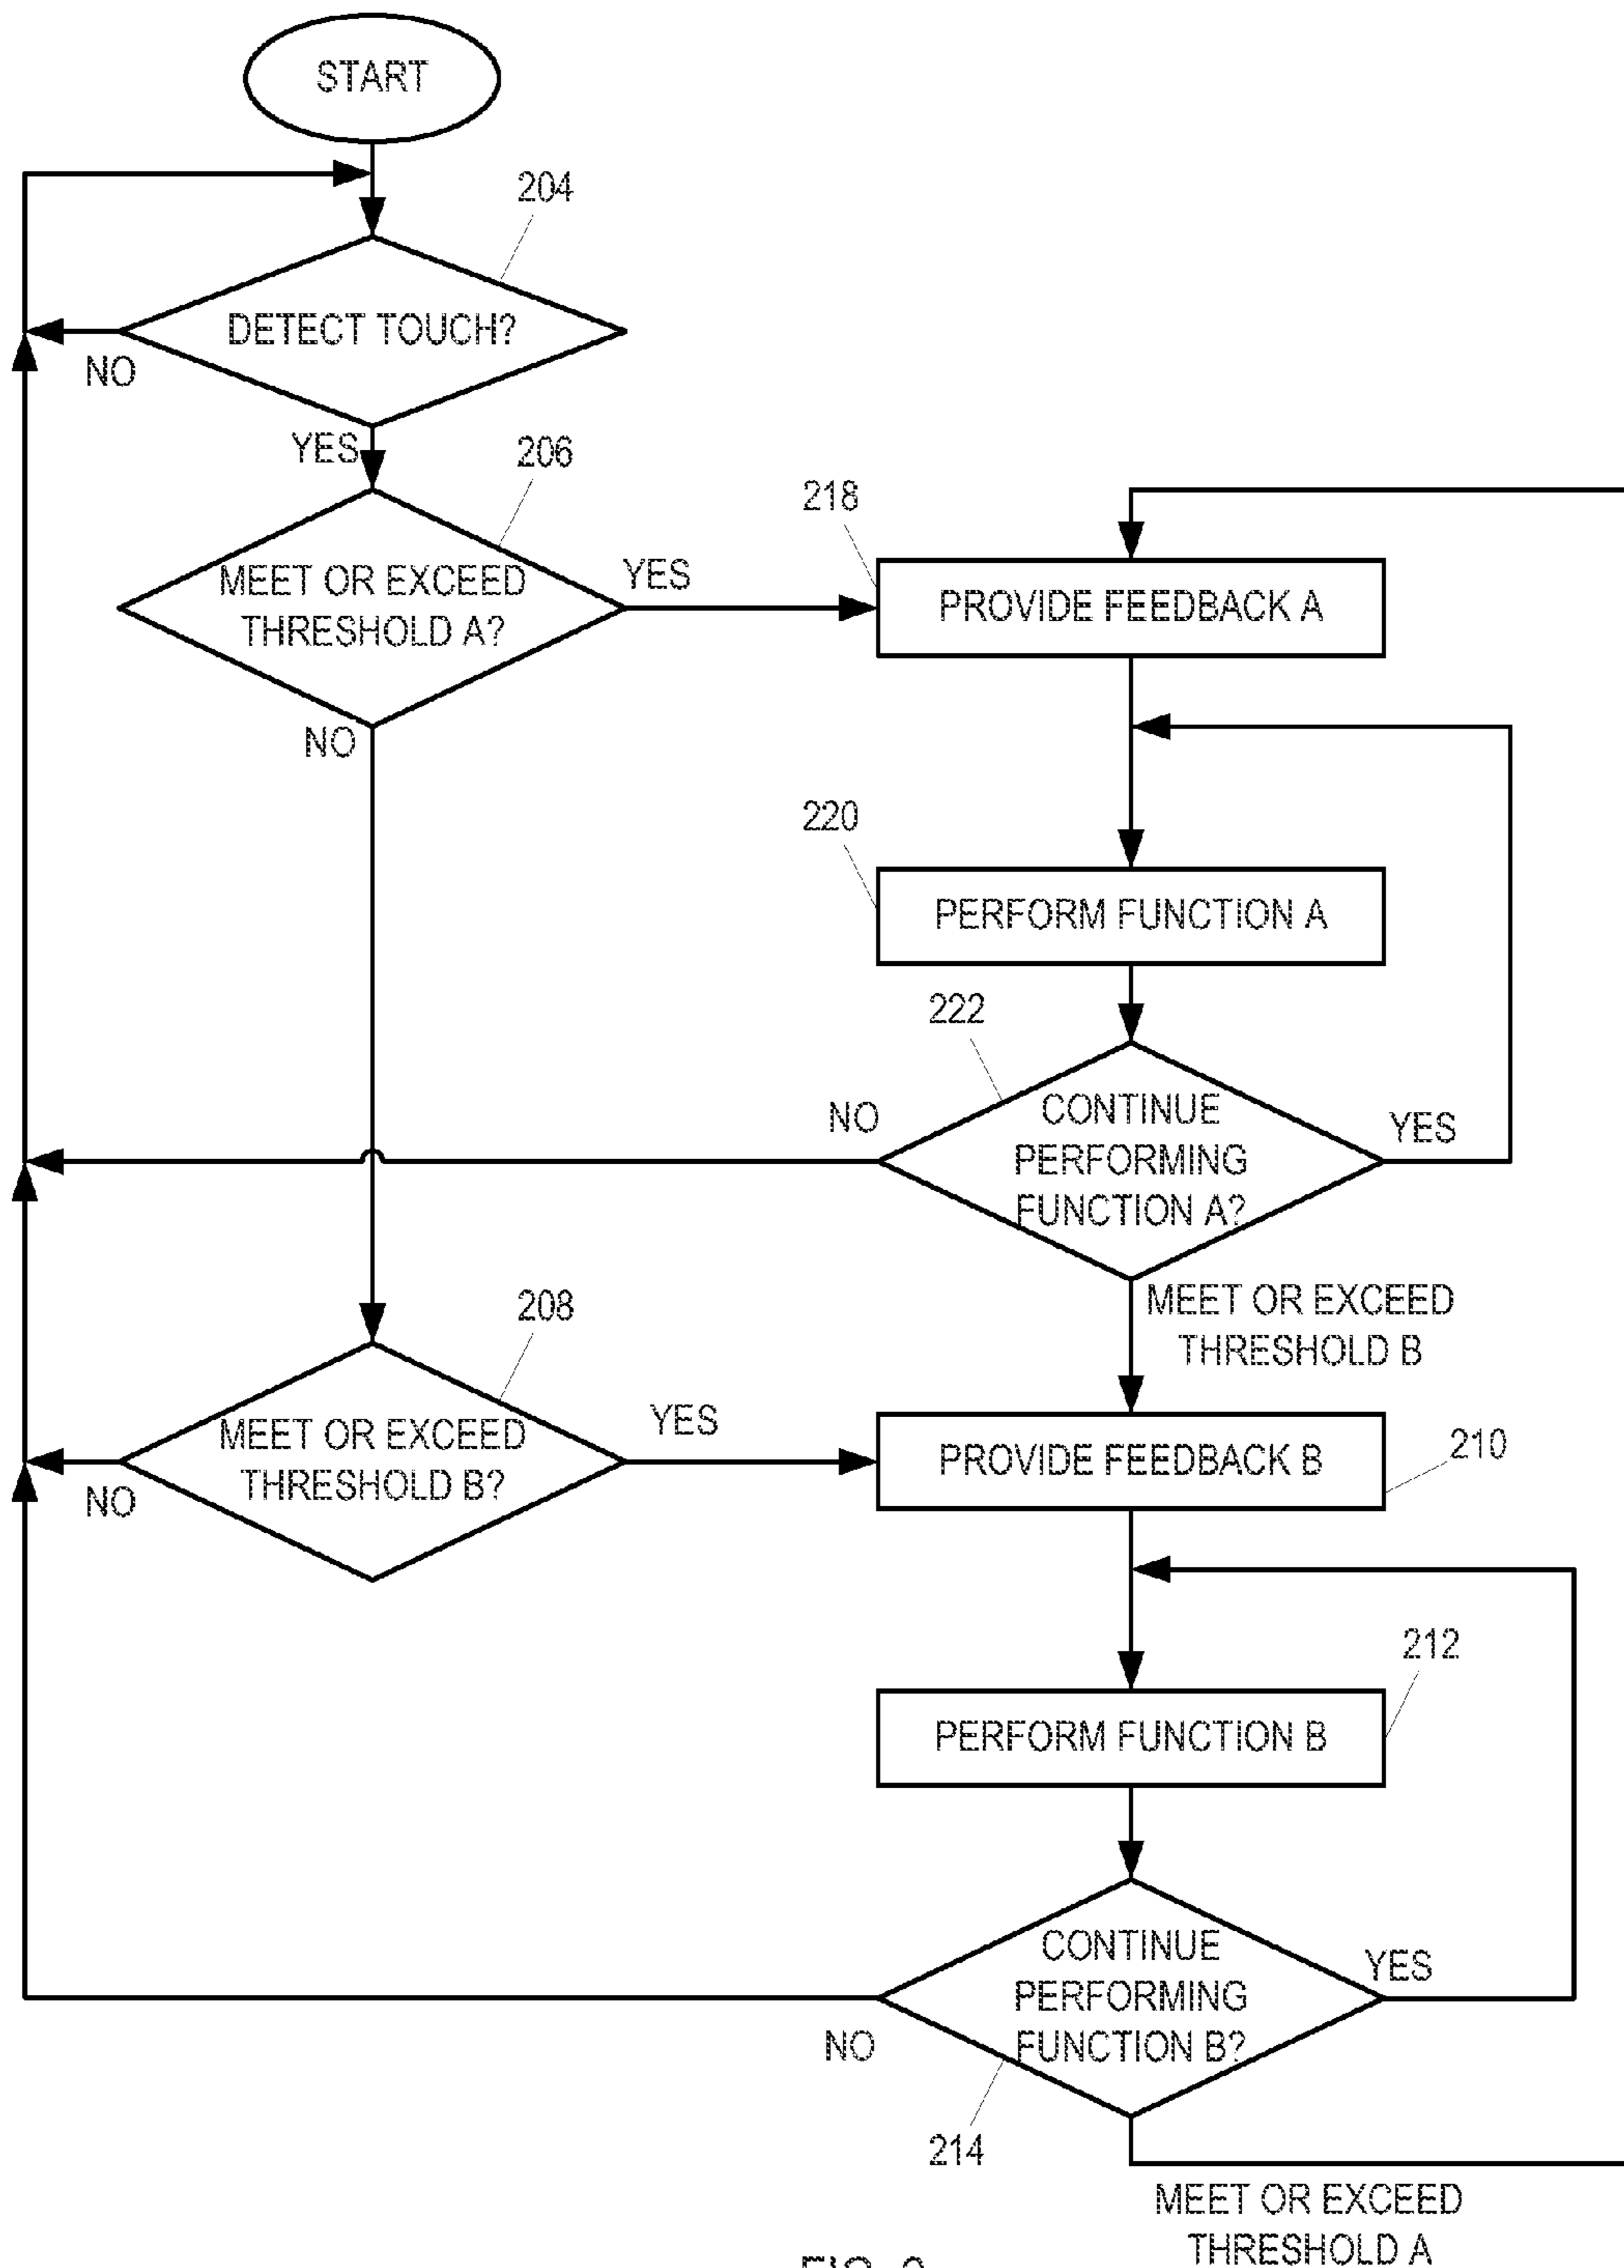 START
204
DETECT TOUCH?
NO
YES
206
MEET OR EXCEED
THRESHOLD A?
YES
NO
218
PROVIDE FEEDBACK A
220
PERFORM FUNCTION A
222
CONTINUE
PERFORMING
FUNCTION A?
NO
YES
MEET OR EXCEED
THRESHOLD B
208
MEET OR EXCEED
THRESHOLD B?
YES
NO
PROVIDE FEEDBACK B
210
212
PERFORM FUNCTION B
CONTINUE
PERFORMING
FUNCTION B?
YES
NO
214
MEET OR EXCEED
THRESHOLD A